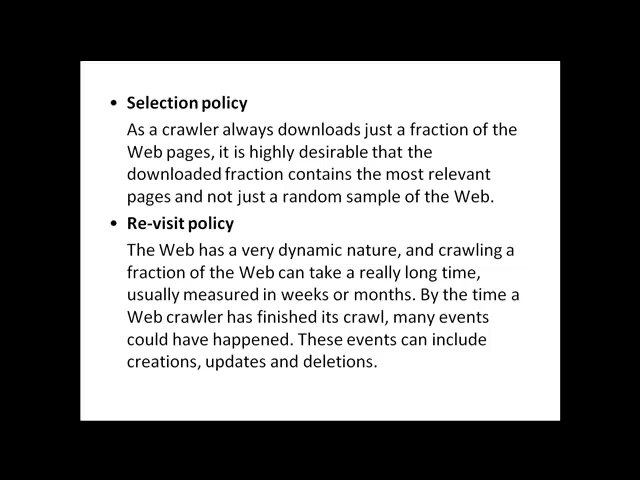 • Selection policy
As a crawler always downloads just a fraction of the
Web pages, it is highly desirable that the
downloaded fraction contains the most relevant
pages and not just a random sample of the Web.
• Re-visit policy
The Web has a very dynamic nature, and crawling a
fraction of the Web can take a really long time,
usually measured in weeks or months. By the time a
Web crawler has finished its crawl, many events
could have happened. These events can include
creations, updates and deletions.